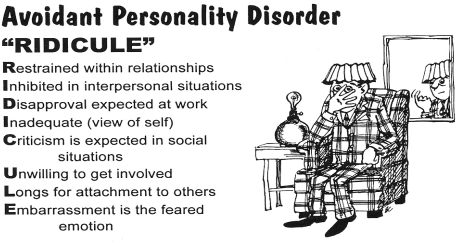 Avoidant Personality Disorder
“RIDICULE”
Restrained within relationships
Inhibited in interpersonal situations
Disapproval expected at work
Inadequate (view of self)
Criticism is expected in social
situations
Unwilling to get involved
Longs for attachment to others
Embarrassment is the feared
emotion